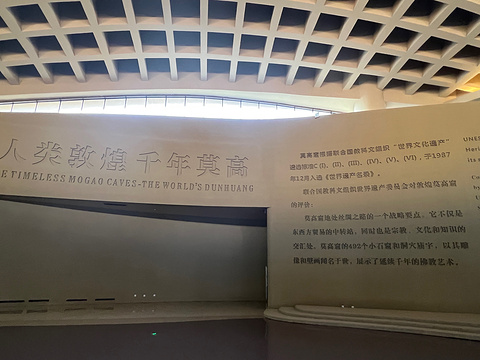 人类敦煌 千年莫高
E TIMELESS MOGAO CAVES-THE WORLD'S DUNHUANG
莫高窟根据联合国教科文组织“世界文化遗产”
遴选标准C(I)、(II)、(III)、(IV)、(V)、(VI)，于1987
年12月入选《世界遗产名录》。
联合国教科文组织世界遗产委员会对敦煌莫高窟
的评价：
莫高窟地处丝绸之路的一个战略要点，它不仅是
东西方贸易的中转站，同时也是宗教、文化和知识的
交汇处。莫高窟的492个小石窟和洞穴庙宇，以其雕
像和壁画闻名于世，展示了延续千年的佛教艺术。
UNES
Heri
its s